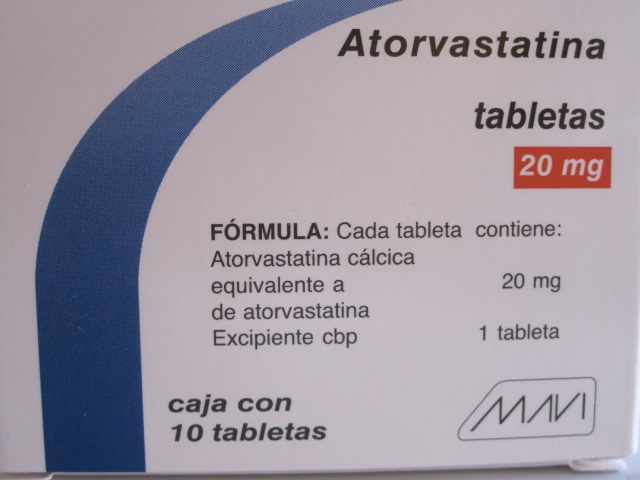 Atorvastatina
tabletas
20 mg
FÓRMULA: Cada tableta contiene:
Atorvastatina cálcica
equivalente a 20 mg
de atorvastatina
Excipiente cbp 1 tableta
caja con
10 tabletas
MAVI